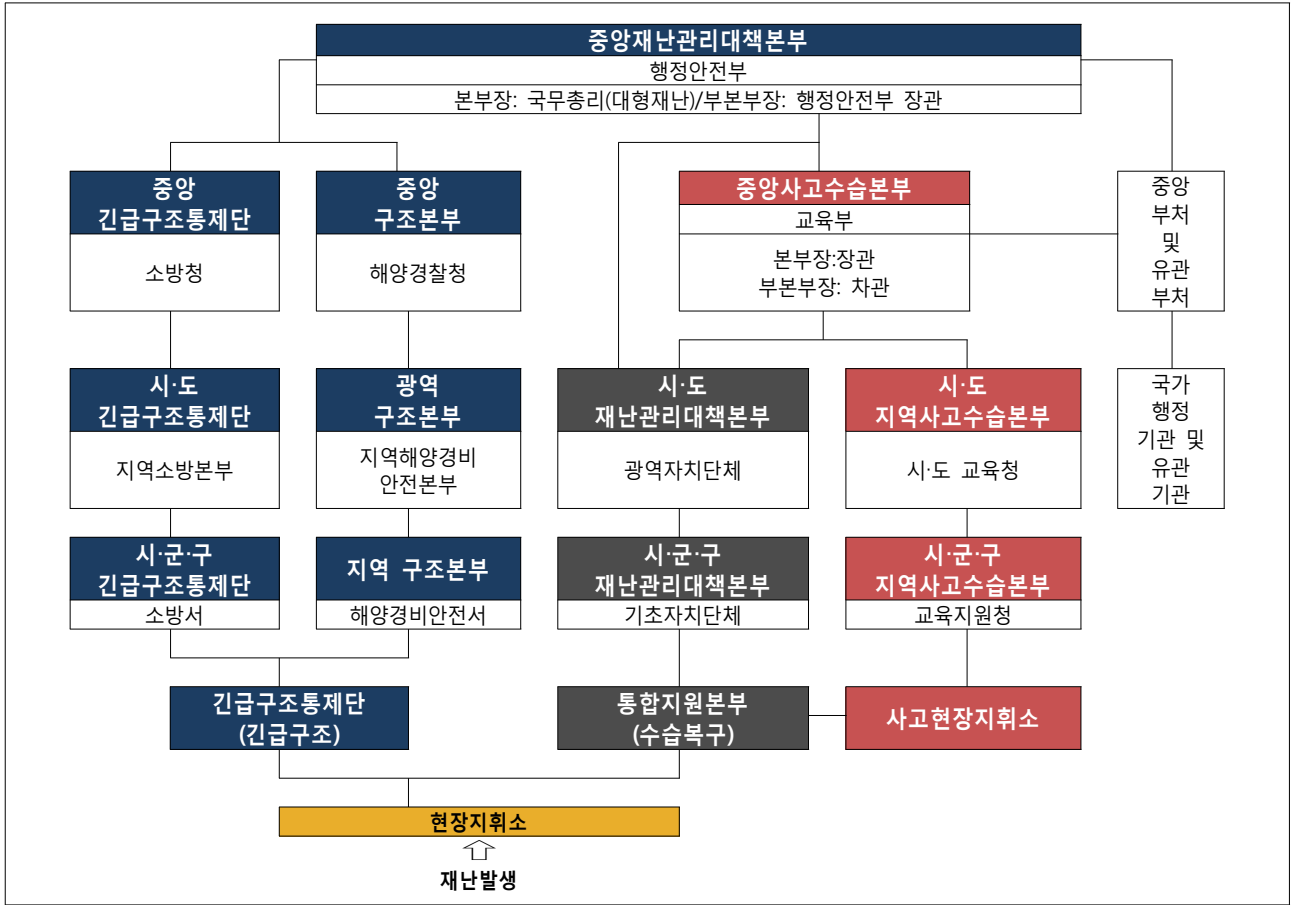 중앙재난관리대책본부
행정안전부
본부장: 국무총리(대형재난)/부본부장: 행정안전부 장관
중앙
긴급구조통제단
소방청
중앙
구조본부
해양경찰청
중앙사고수습본부
교육부
본부장:장관
부본부장: 차관
중앙
부처
및
유관
부처
시·도
긴급구조통제단
지역소방본부
광역
구조본부
지역해양경비
안전본부
시·도
재난관리대책본부
광역자치단체
시·도
지역사고수습본부
시·도 교육청
국가
행정
기관 및
유관
기관
시·군·구
긴급구조통제단
소방서
지역 구조본부
해양경비안전서
시·군·구
재난관리대책본부
기초자치단체
시·군·구
지역사고수습본부
교육지원청
긴급구조통제단
(긴급구조)
통합지원본부
(수습복구)
사고현장지휘소
현장지휘소
재난발생